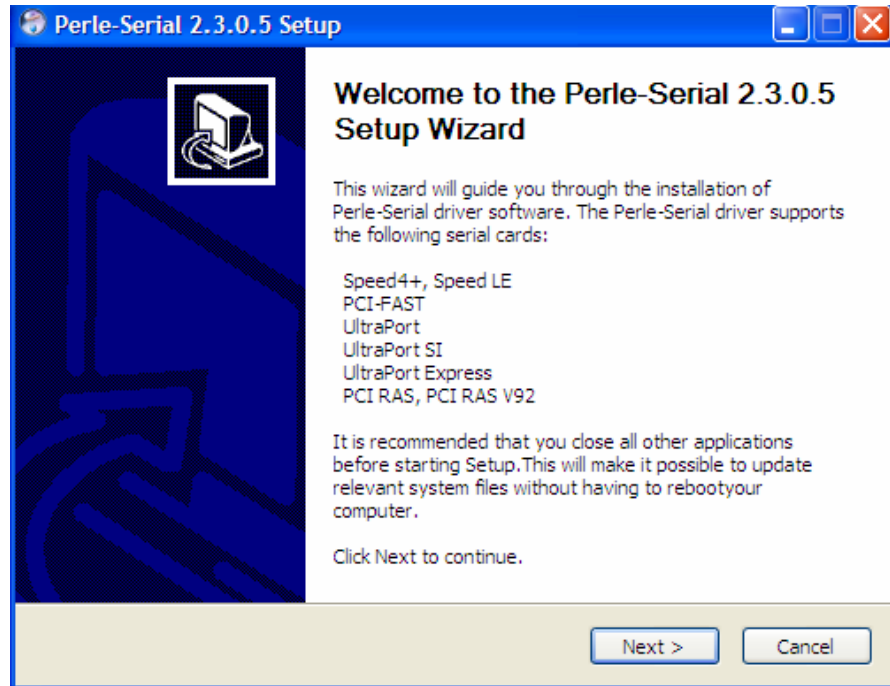 Perle-Serial 2.3.0.5 Setup
Welcome to the Perle-Serial 2.3.0.5
Setup Wizard
This wizard will guide you through the installation of
Perle-Serial driver software. The Perle-Serial driver supports
the following serial cards:
Speed4+, Speed LE
PCI-FAST
UltraPort
UltraPort SI
UltraPort Express
PCI RAS, PCI RAS V92
It is recommended that you close all other applications
before starting Setup.This will make it possible to update
relevant system files without having to rebootyour
computer.
Click Next to continue.
Next >
Cancel